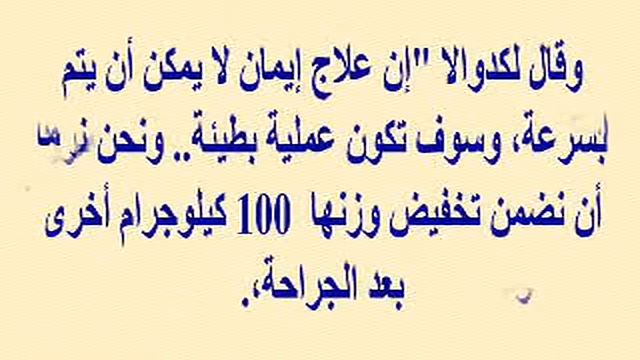 وقال لكدوالا "إن علاج إيمان لا يمكن أن يتم
بسرعة، وسوف تكون عملية بطيئة.. ونحن
أن نضمن تخفيض وزنها 100 كيلوجرام أخرى
بعد الجراحة،.